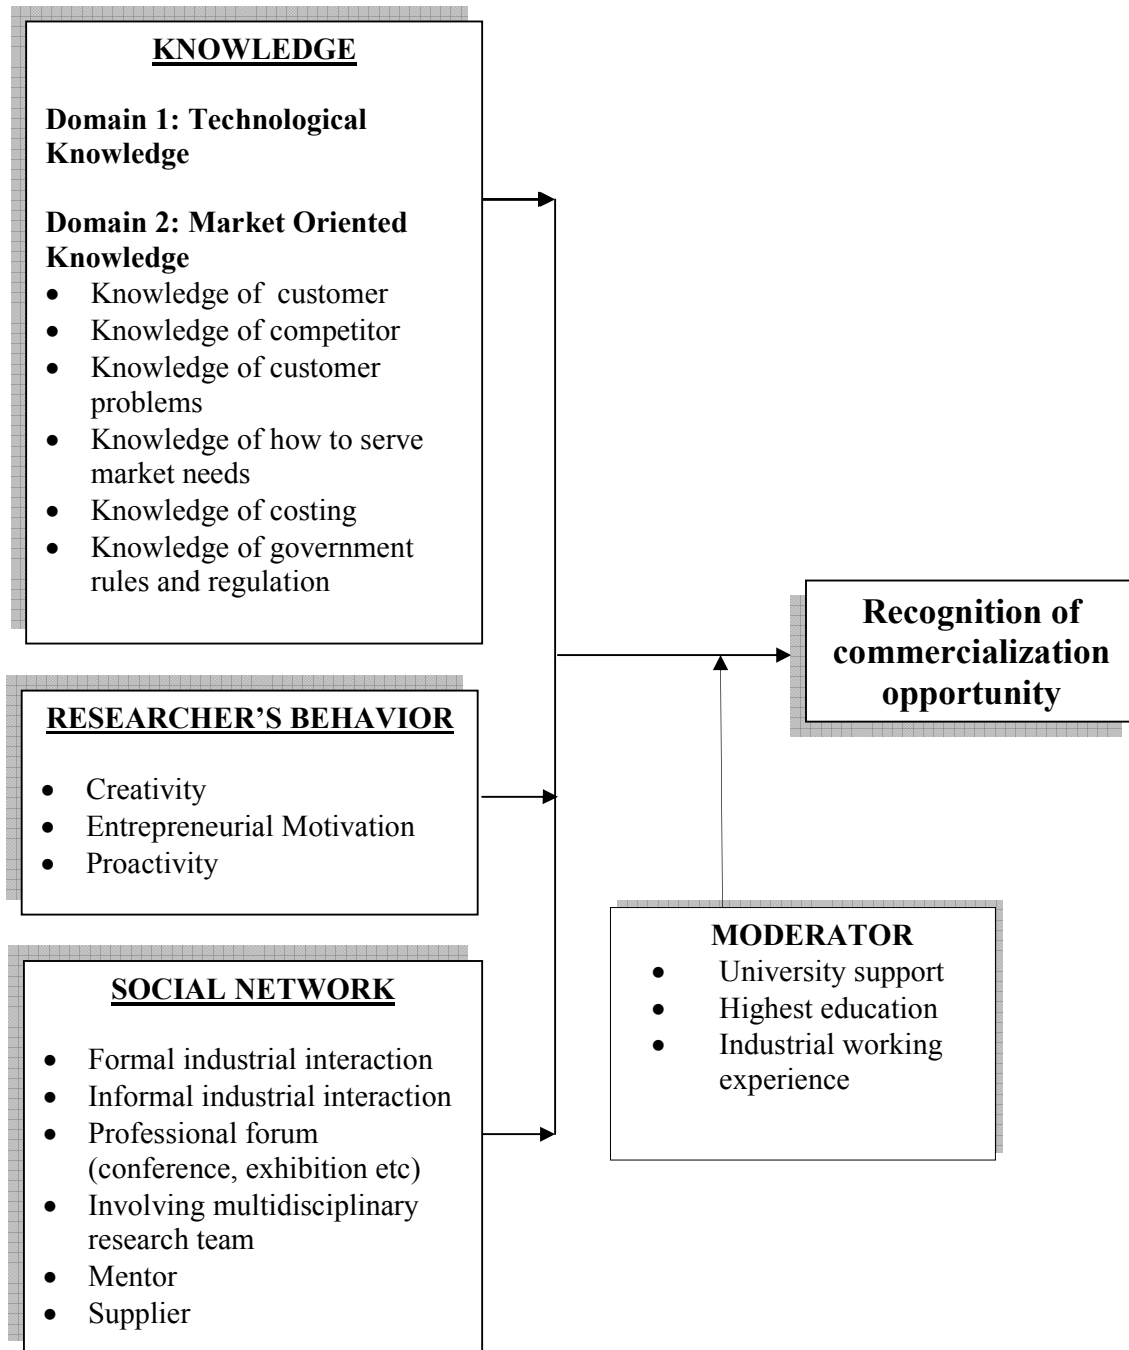 KNOWLEDGE
Domain 1: Technological
Knowledge
Domain 2: Market Oriented
Knowledge
• Knowledge of customer
• Knowledge of competitor
• Knowledge of customer
problems
• Knowledge of how to serve
market needs
• Knowledge of costing
• Knowledge of government
rules and regulation
RESEARCHER’S BEHAVIOR
• Creativity
• Entrepreneurial Motivation
• Proactivity
SOCIAL NETWORK
• Formal industrial interaction
• Informal industrial interaction
• Professional forum
(conference, exhibition etc)
• Involving multidisciplinary
research team
• Mentor
• Supplier
Recognition of
commercialization
opportunity
MODERATOR
• University support
• Highest education
• Industrial working
experience